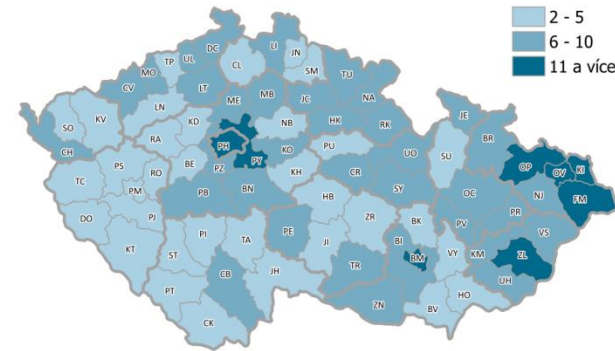 2 - 5
6 - 10
11 a více
DC
LI
JN
TP
UL
CL
SM
MO
TU
CV
LT
MB
JC
NA
ME
LN
JE
KV
SO
KD
NB
HK
RK
BR
RA
CH
PH
PY
KO
PU
BE
UO
SU
OP
OV
KI
PS
RO
PZ
CR
TC
KH
PM
PB
BN
SY
OC
NJ
FM
HB
PJ
DO
PR
ZR
PV
VS
PI
TA
PE
BK
KT
ST
JI
BI
VY
KM
ZL
BM
TR
CB
JH
UH
PT
ZN
HO
BV
CK